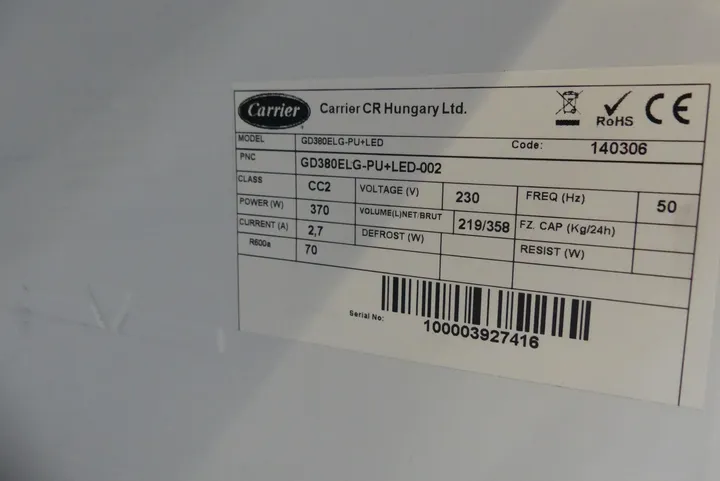 Carrier Carrier CR Hungary Ltd. RoHS CE
MODEL GD380ELG-PU+LED Code: 140306
PNC GD380ELG-PU+LED-002
CLASS CC2 VOLTAGE (V) 230 FREQ (Hz) 50
POWER (W) 370 VOLUME(L)NET/BRUT 219/358 FZ. CAP (Kg/24h)
CURRENT (A) 2,7 DEFROST (W) RESIST (W)
R600a 70
Serial No: 100003927416